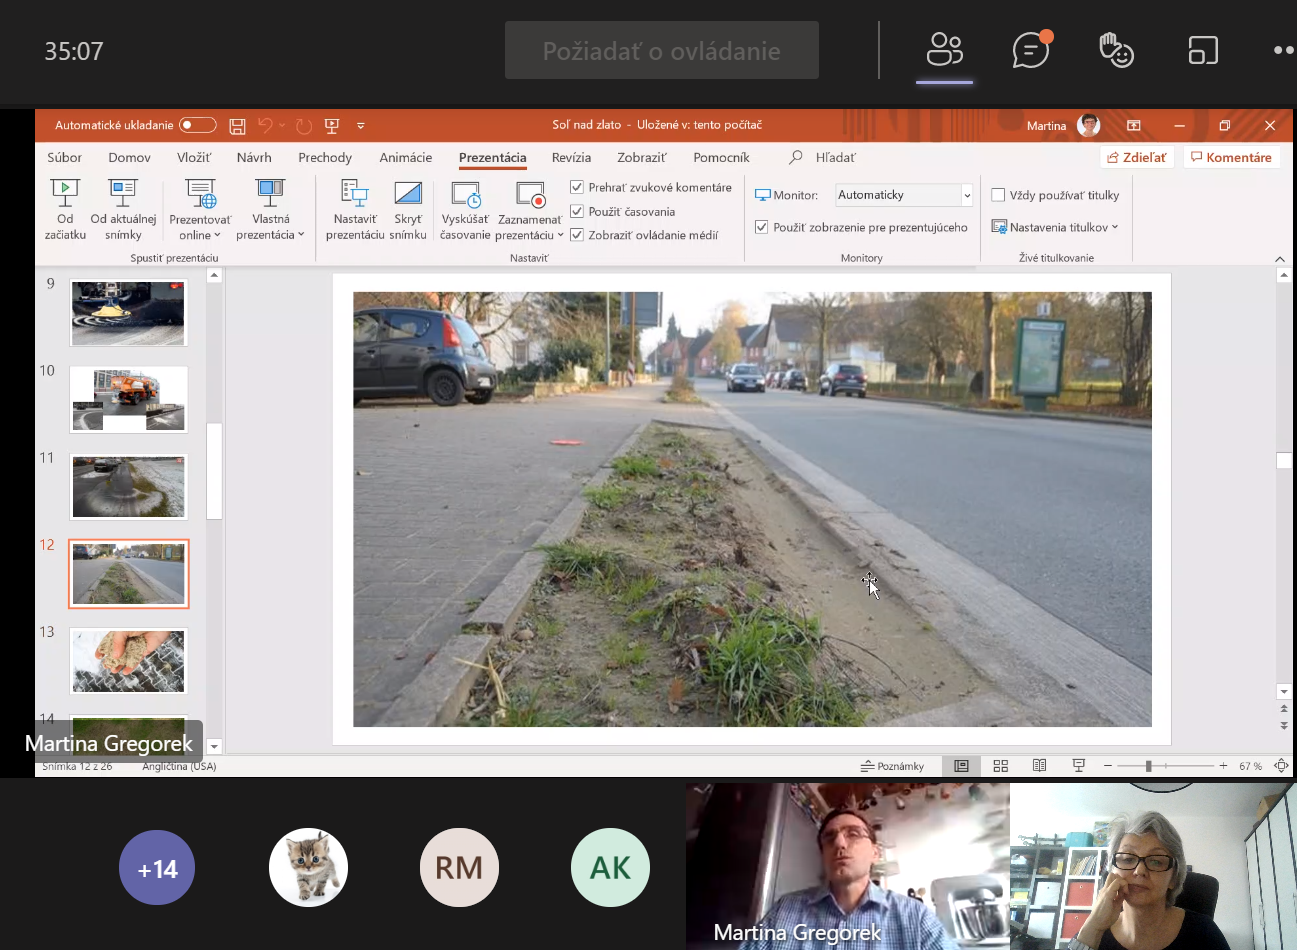 35:07
Požiadať o ovládanie
Automatické ukladanie
Soľ nad zlato - Uložené v: tento počítač
Martina
Súbor
Domov
Vložiť
Návrh
Prechody
Animácie
Prezentácia
Revízia
Zobraziť
Pomocník
Hľadať
Zdieľať
Komentáre
Od začiatku
Od aktuálnej snímky
Prezentovať online
Vlastná prezentácia
Spustiť prezentáciu
Nastaviť prezentáciu
Skryť snímku
Vyskúšať časovanie
Zaznamenať prezentáciu
Prehrať zvukové komentáre
Použiť časovania
Zobraziť ovládanie médií
Nastaviť
Monitor:
Automaticky
Použiť zobrazenie pre prezentujúceho
Monitory
Vždy používať titulky
Nastavenia titulkov
Živé titulkovanie
9
10
11
12
13
14
Martina Gregorek
Snímka 12 z 26
Angličtina (USA)
Poznámky
67 %
+14
RM
AK
Martina Gregorek